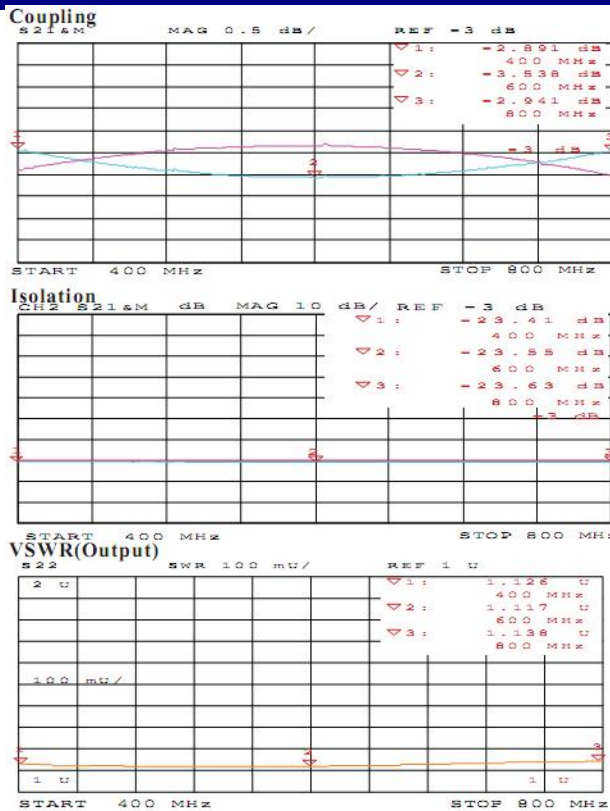 Coupling
S21&M MAG 0.5 dB/ REF -3 dB
▽1: -2.891 dB
400 MHz
▽2: -3.538 dB
600 MHz
▽3: -2.941 dB
800 MHz
1
3
-3 dB
2
START 400 MHz STOP 800 MHz
Isolation
CH2 S21&M dB MAG 10 dB/ REF -3 dB
▽1: -23.41 dB
400 MHz
▽2: -23.55 dB
600 MHz
▽3: -23.63 dB
800 MHz
-3 dB
START 400 MHz STOP 800 MHz
VSWR(Output)
S22 SWR 100 mU/ REF 1 U
2 U
▽1: 1.126 U
400 MHz
▽2: 1.117 U
600 MHz
▽3: 1.138 U
800 MHz
100 mU/
1 U 1 U
START 400 MHz STOP 800 MHz